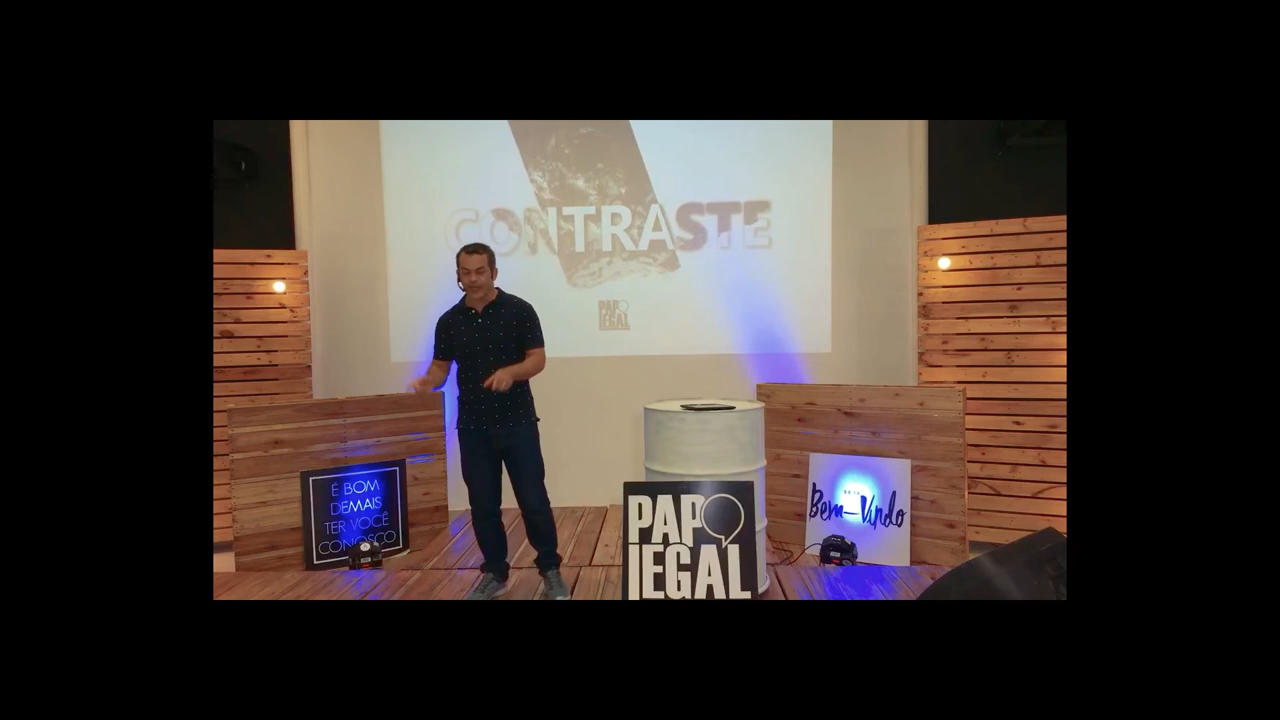 CONTRASTE
PAPO
LEGAL
É BOM
DEMAIS
TER VOCÊ
CONOSCO
PAPO
LEGAL
Bem-Vindo